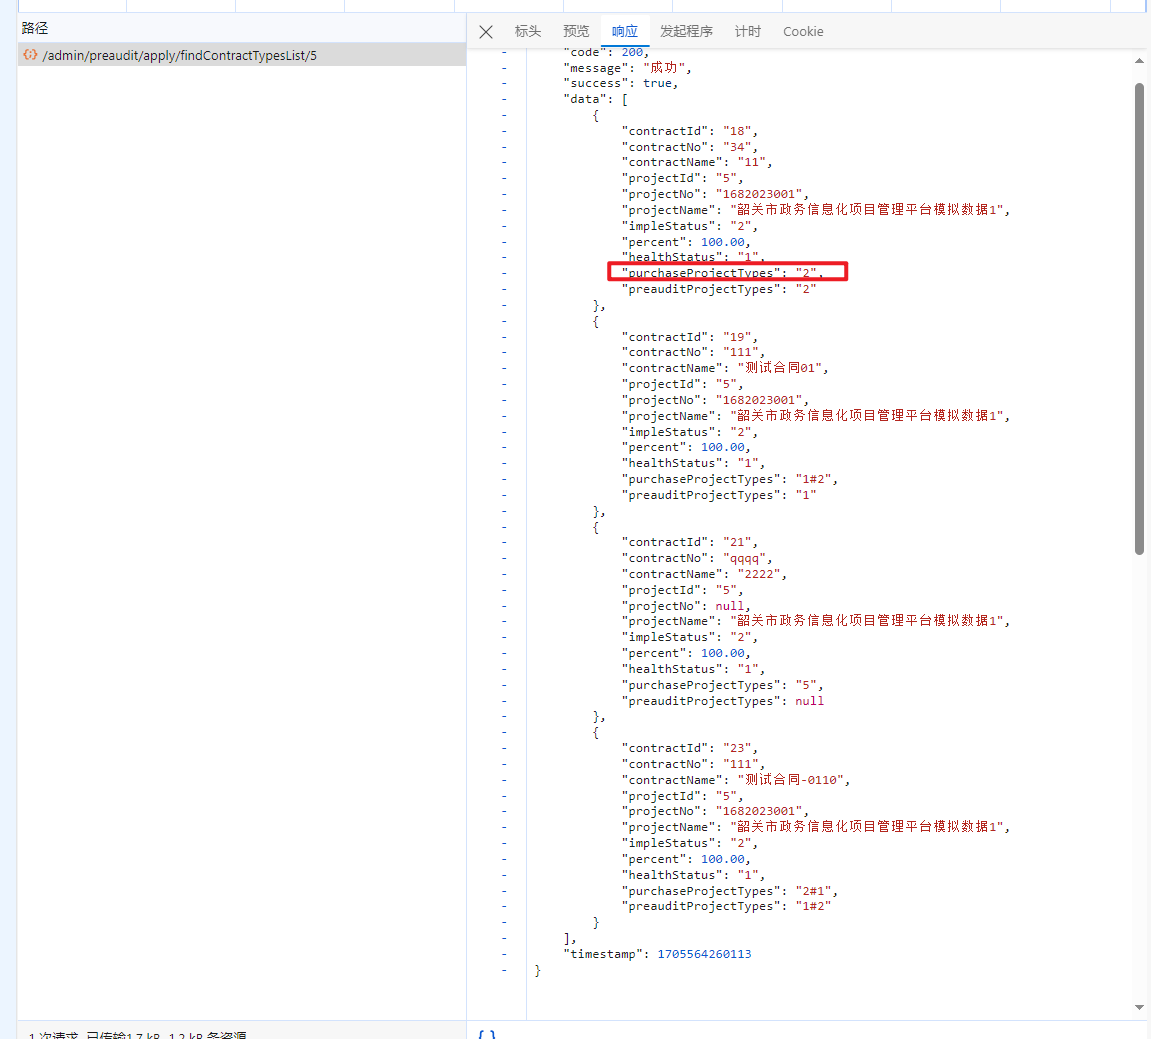 路径
标头 预览 响应 发起程序 计时 Cookie
/admin/preaudit/apply/findContractTypesList/5
"code": 200,
"message": "成功",
"success": true,
"data": [
{
"contractId": "18",
"contractNo": "34",
"contractName": "11",
"projectId": "5",
"projectNo": "1682023001",
"projectName": "韶关市政务信息化项目管理平台模拟数据1",
"impleStatus": "2",
"percent": 100.00,
"healthStatus": "1",
"purchaseProjectTypes": "2",
"preauditProjectTypes": "2"
},
{
"contractId": "19",
"contractNo": "111",
"contractName": "测试合同01",
"projectId": "5",
"projectNo": "1682023001",
"projectName": "韶关市政务信息化项目管理平台模拟数据1",
"impleStatus": "2",
"percent": 100.00,
"healthStatus": "1",
"purchaseProjectTypes": "1#2",
"preauditProjectTypes": "1"
},
{
"contractId": "21",
"contractNo": "qqqq",
"contractName": "2222",
"projectId": "5",
"projectNo": null,
"projectName": "韶关市政务信息化项目管理平台模拟数据1",
"impleStatus": "2",
"percent": 100.00,
"healthStatus": "1",
"purchaseProjectTypes": "5",
"preauditProjectTypes": null
},
{
"contractId": "23",
"contractNo": "111",
"contractName": "测试合同-0110",
"projectId": "5",
"projectNo": "1682023001",
"projectName": "韶关市政务信息化项目管理平台模拟数据1",
"impleStatus": "2",
"percent": 100.00,
"healthStatus": "1",
"purchaseProjectTypes": "2#1",
"preauditProjectTypes": "1#2"
}
],
"timestamp": 1705564260113
}
1 次请求 已传输1.7 kB 1.2 kB 条资源
{ }